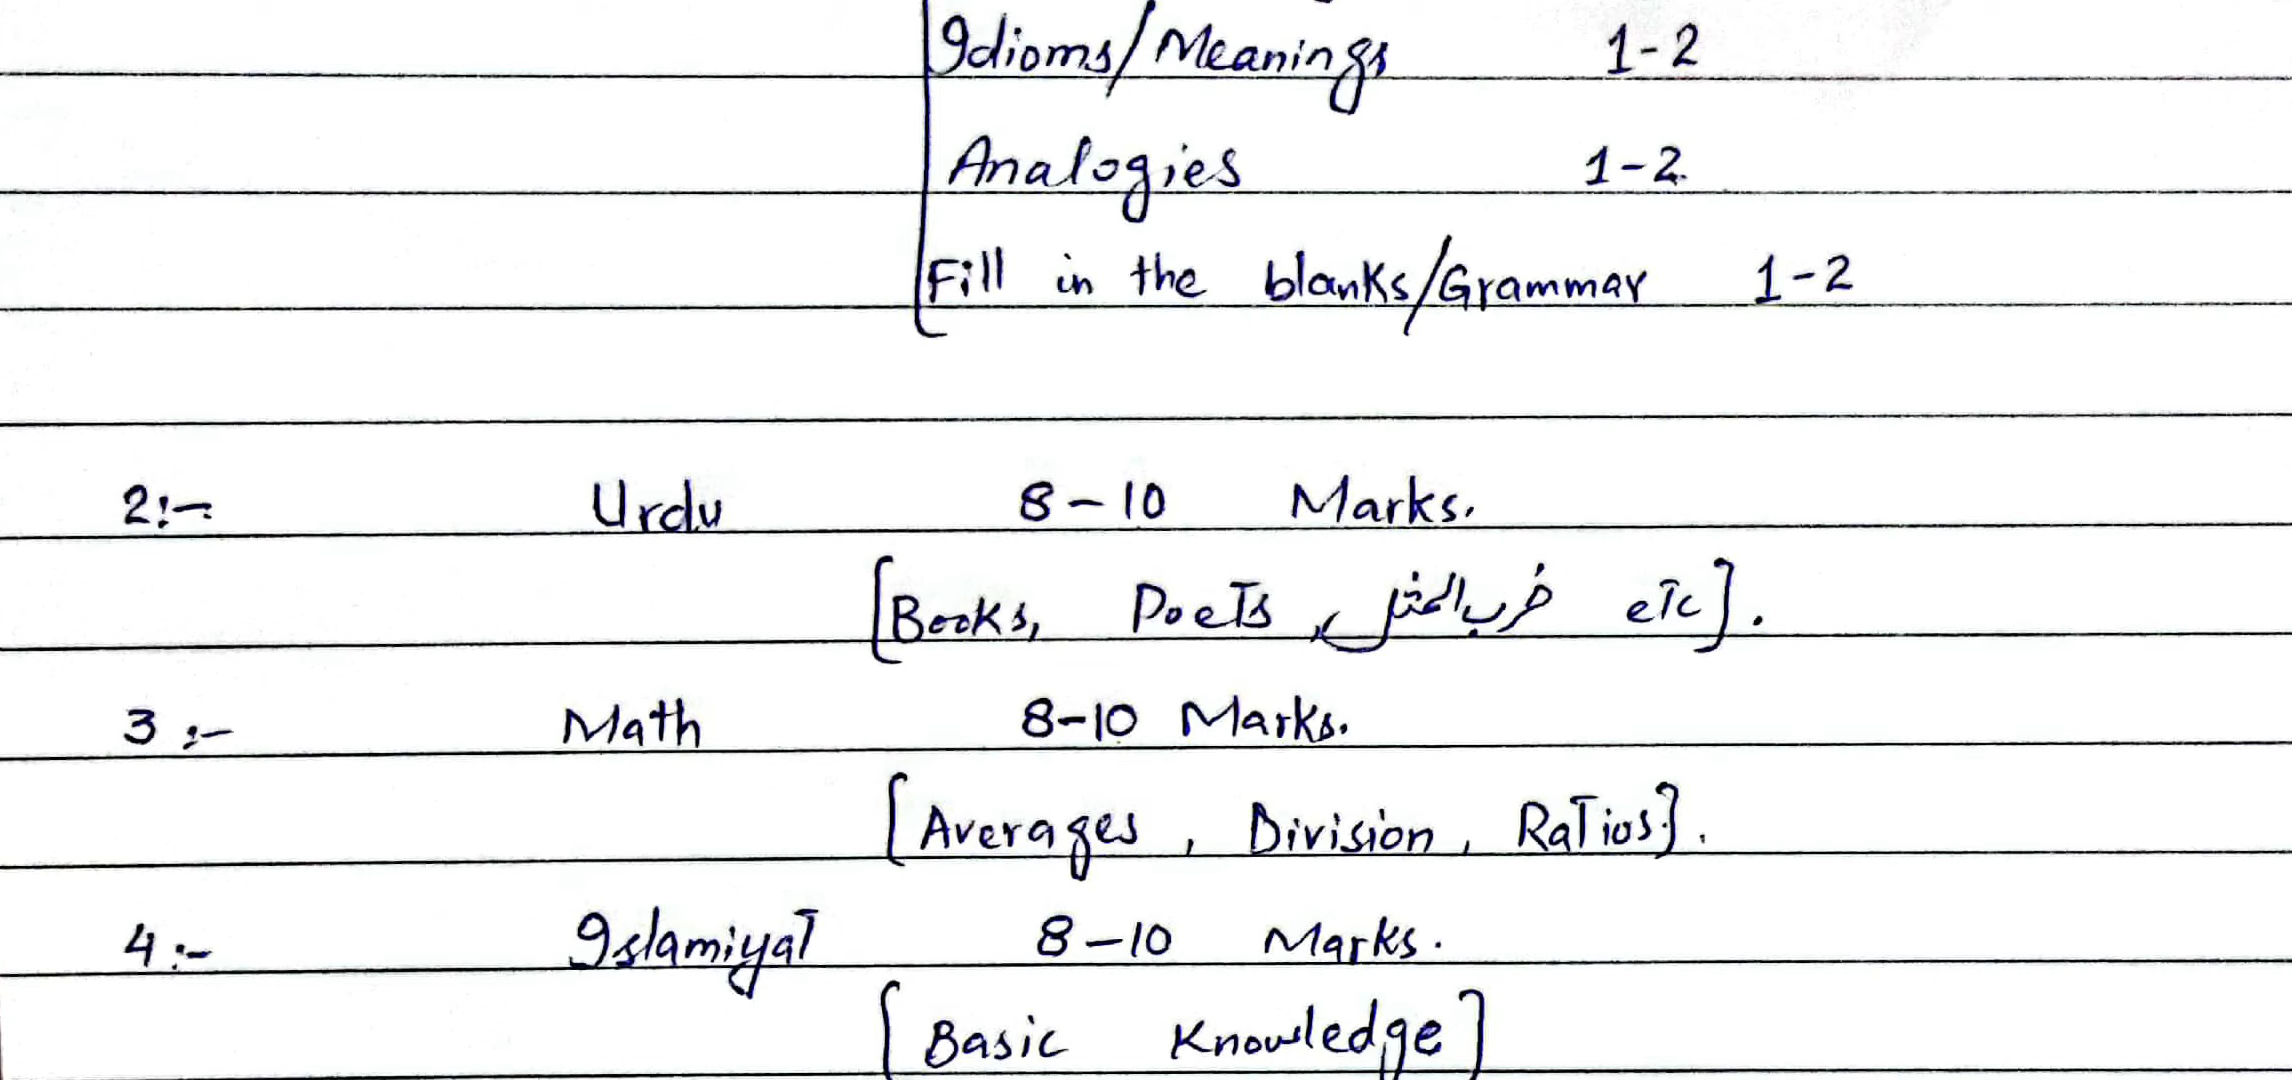 Idioms/Meanings 1-2
Analogies 1-2
Fill in the blanks/Grammar 1-2
2:- Urdu 8-10 Marks.
[Books, Poets, ضرب المثل etc].
3:- Math 8-10 Marks.
[Averages, Division, Ratios].
4:- Islamiyat 8-10 Marks.
[Basic Knowledge]